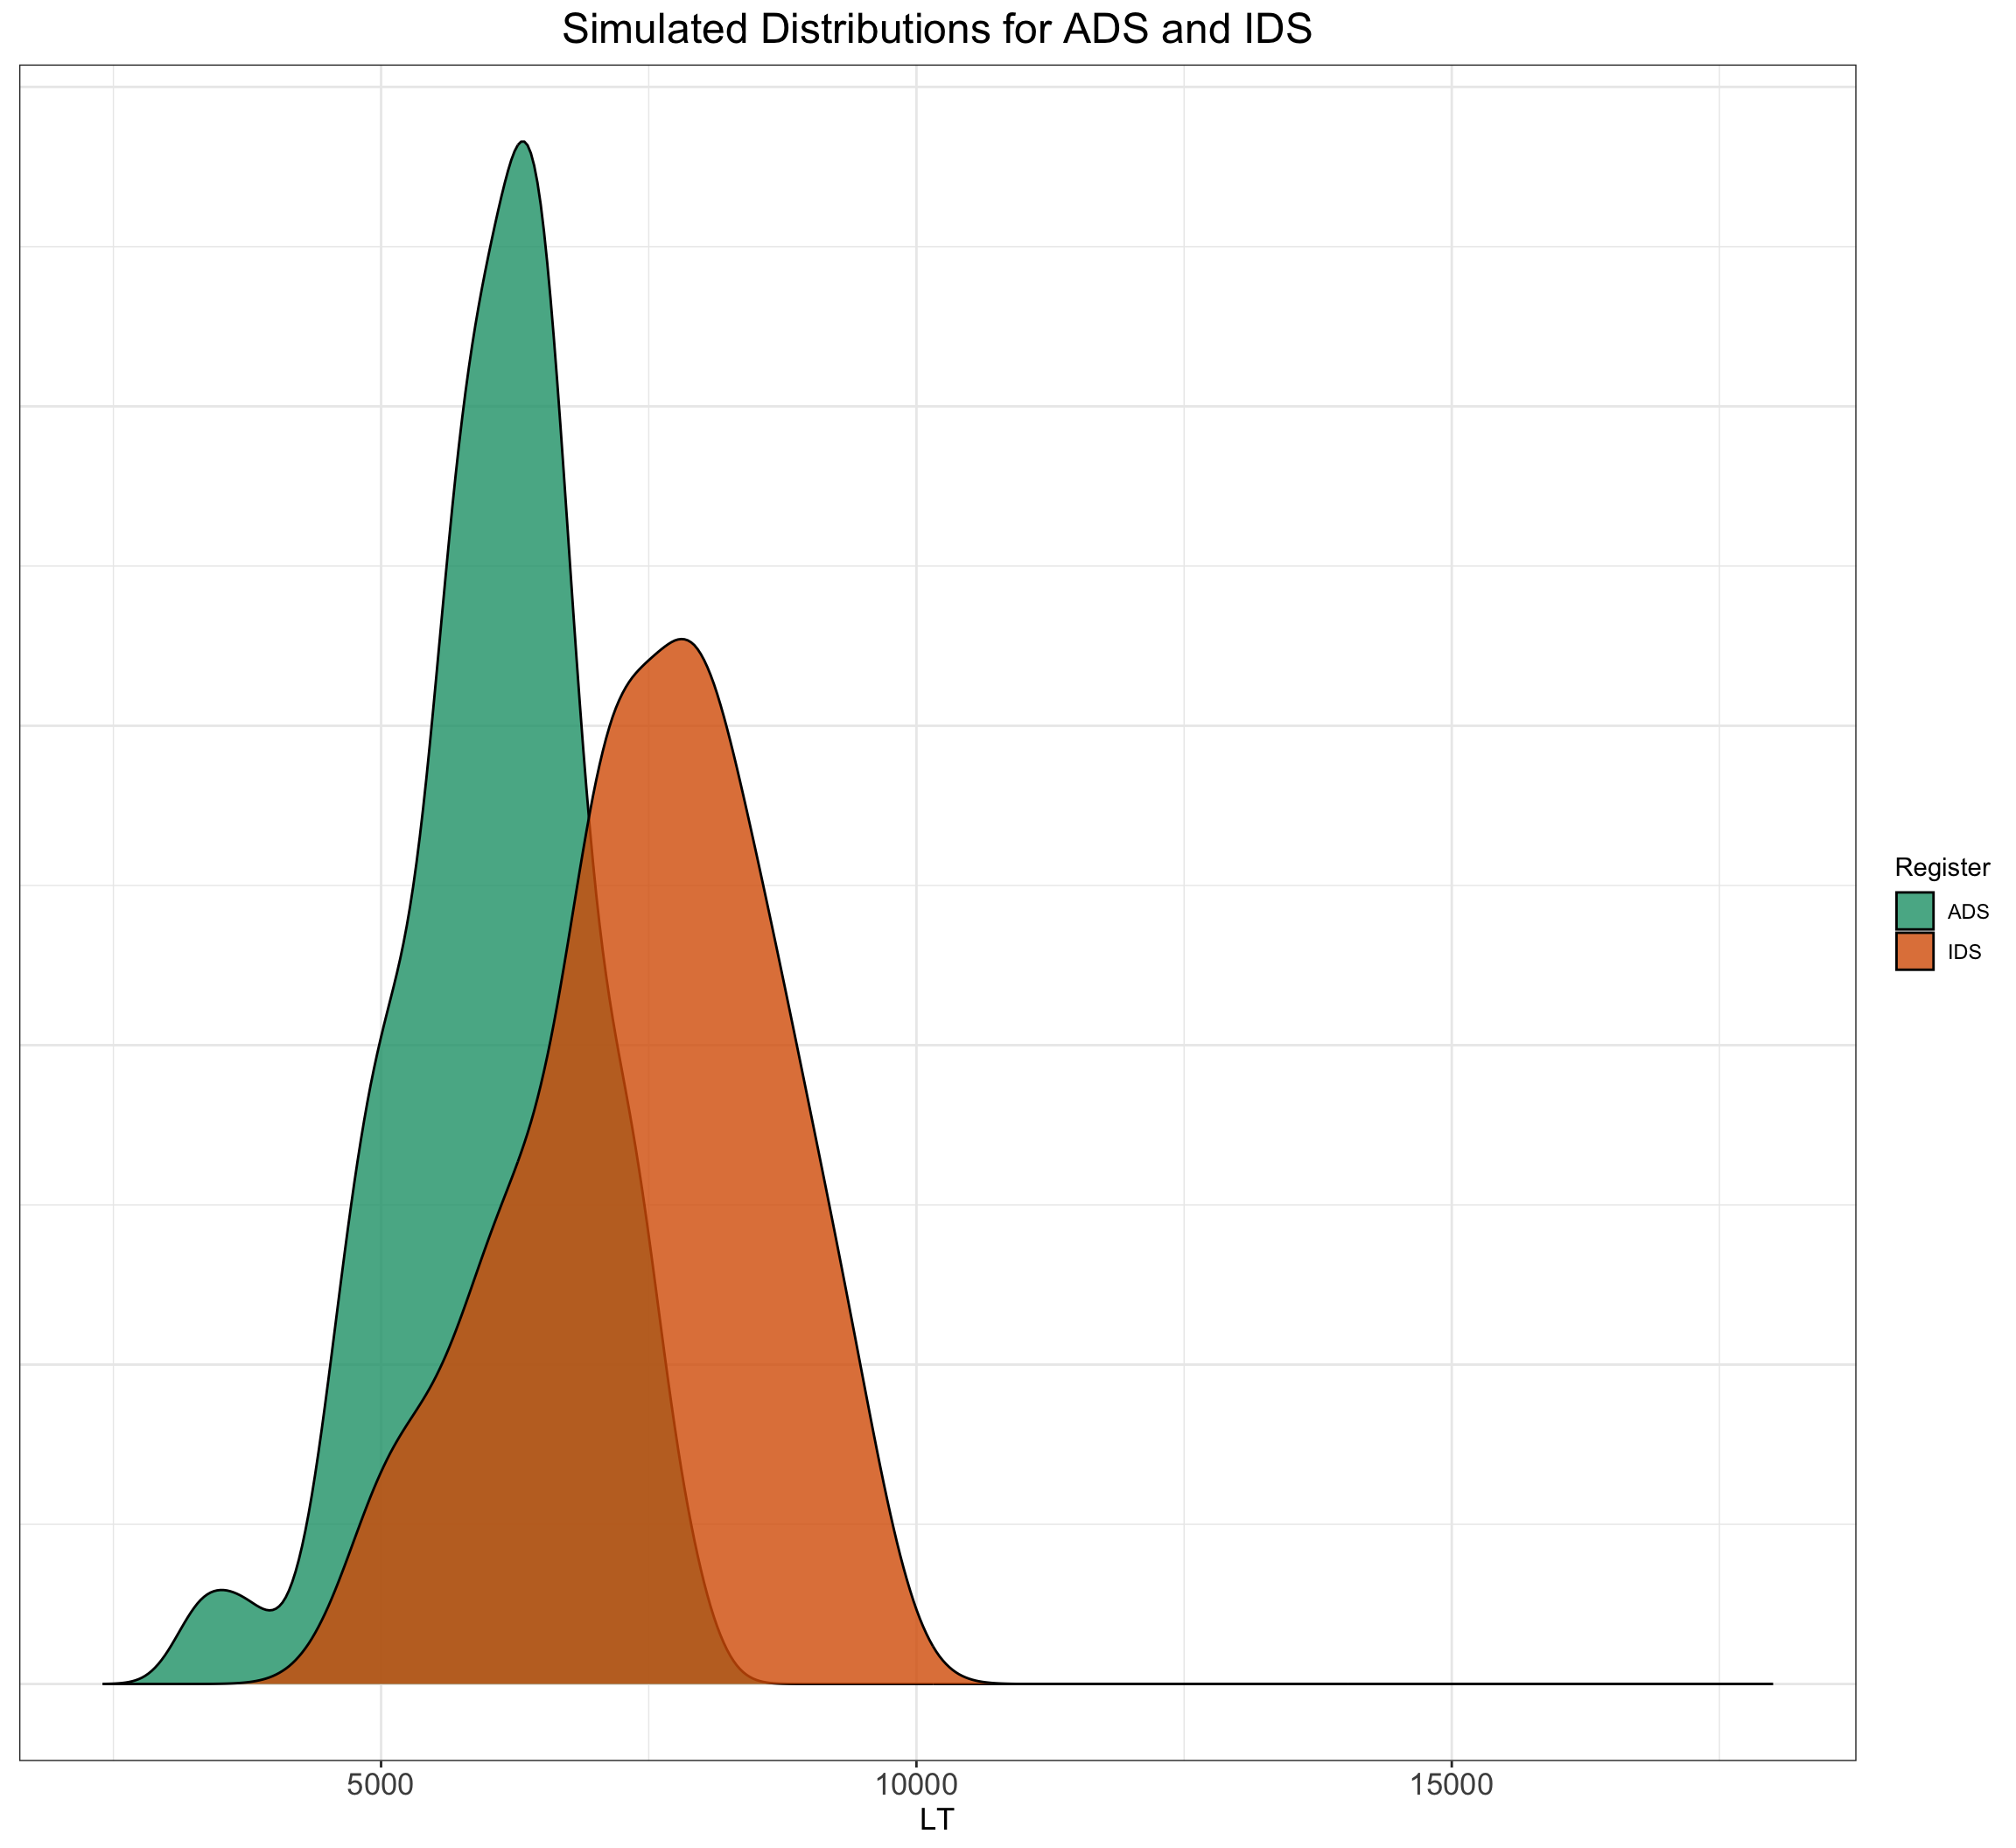 Simulated Distributions for ADS and IDS
Register
ADS
IDS
5000 10000 15000
LT